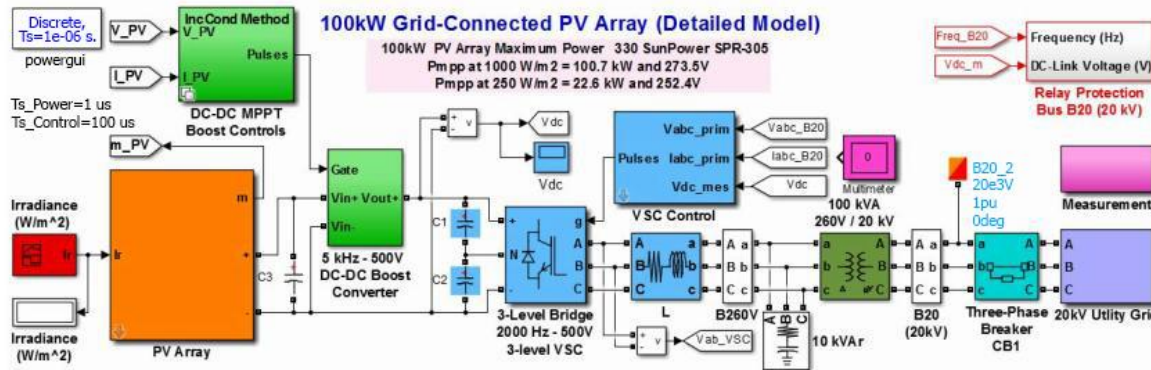 Discrete,
Ts=1e-06 s.
powergui
V_PV
I_PV
Ts_Power=1 us
Ts_Control=100 us
m_PV
IncCond Method
V_PV
Pulses
I_PV
DC-DC MPPT
Boost Controls
100kW Grid-Connected PV Array (Detailed Model)
100kW PV Array Maximum Power 330 SunPower SPR-305
Pmpp at 1000 W/m2 = 100.7 kW and 273.5V
Pmpp at 250 W/m2 = 22.6 kW and 252.4V
Freq_B20
Vdc_m
Frequency (Hz)
DC-Link Voltage (V)
Relay Protection
Bus B20 (20 kV)
Irradiance
(W/m^2)
Ir
Irradiance
(W/m^2)
Ir
m
+
-
PV Array
C3
Gate
Vin+ Vout+
Vin-
5 kHz - 500V
DC-DC Boost
Converter
+
-
v
Vdc
Vdc
C1
C2
+
N
-
g
A
B
C
3-Level Bridge
2000 Hz - 500V
3-level VSC
Vabc_prim
Pulses
Iabc_prim
Vdc_mes
VSC Control
Vabc_B20
Iabc_B20
Vdc
0
Multimeter
100 kVA
260V / 20 kV
A a
B b
C c
L
A a
B b
C c
B260V
+
-
v
Vab_VSC
A B C
10 kVAr
a A
b B
c C
A a
B b
C c
B20
(20kV)
B20_2
20e3V
1pu
0deg
a A
b B
c C
Three-Phase
Breaker
CB1
Measurement
A
B
C
20kV Utlity Grid